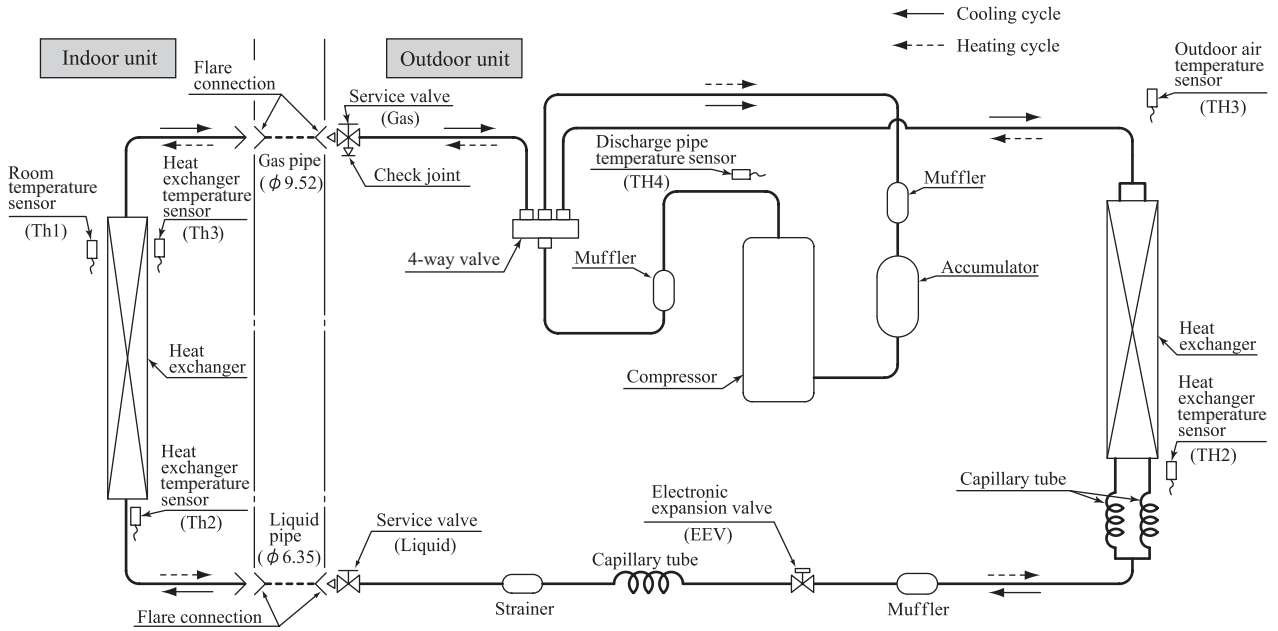 Cooling cycle
Heating cycle
Indoor unit
Outdoor unit
Flare
connection
Service valve
(Gas)
Outdoor air
temperature
sensor
(TH3)
Gas pipe
(ϕ9.52)
Check joint
Discharge pipe
temperature sensor
(TH4)
Room
temperature
sensor
(Th1)
Heat
exchanger
temperature
sensor
(Th3)
4-way valve
Muffler
Muffler
Accumulator
Compressor
Heat
exchanger
Heat
exchanger
Heat
exchanger
temperature
sensor
(TH2)
Heat
exchanger
temperature
sensor
(Th2)
Liquid
pipe
(ϕ6.35)
Service valve
(Liquid)
Electronic
expansion valve
(EEV)
Capillary tube
Capillary tube
Strainer
Muffler
Flare connection